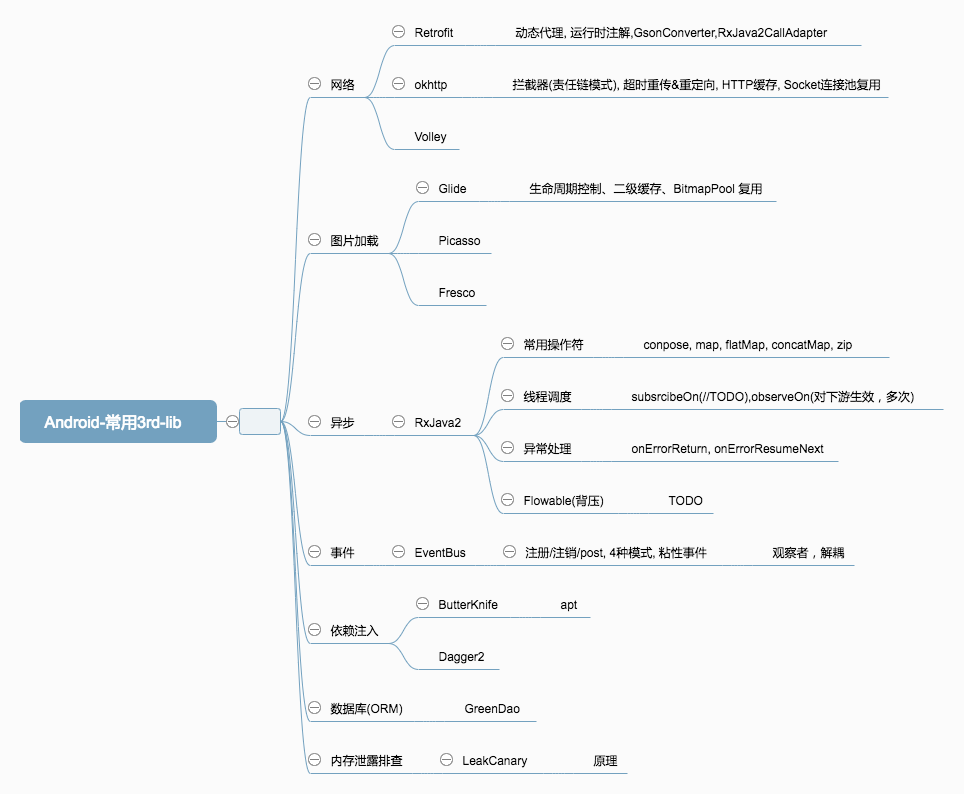 Retrofit 动态代理, 运行时注解,GsonConverter,RxJava2CallAdapter
网络 okhttp 拦截器(责任链模式), 超时重传&重定向, HTTP缓存, Socket连接池复用
Volley
Glide 生命周期控制、二级缓存、BitmapPool 复用
图片加载 Picasso
Fresco
常用操作符 conpose, map, flatMap, concatMap, zip
线程调度 subsrcibeOn(//TODO),observeOn(对下游生效，多次)
Android-常用3rd-lib 异步 RxJava2
异常处理 onErrorReturn, onErrorResumeNext
Flowable(背压) TODO
事件 EventBus 注册/注销/post, 4种模式, 粘性事件 观察者，解耦
ButterKnife apt
依赖注入
Dagger2
数据库(ORM) GreenDao
内存泄露排查 LeakCanary 原理